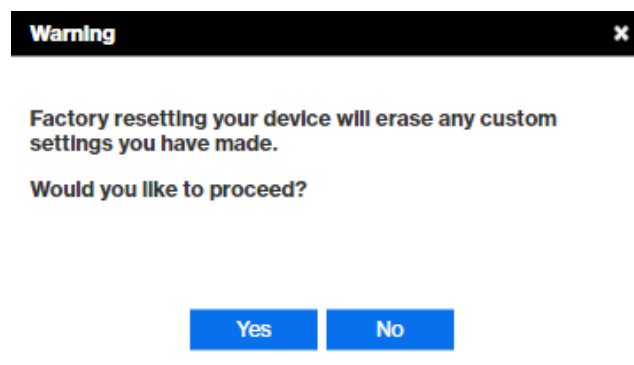 Warning
Factory resetting your device will erase any custom
settings you have made.
Would you like to proceed?
Yes No